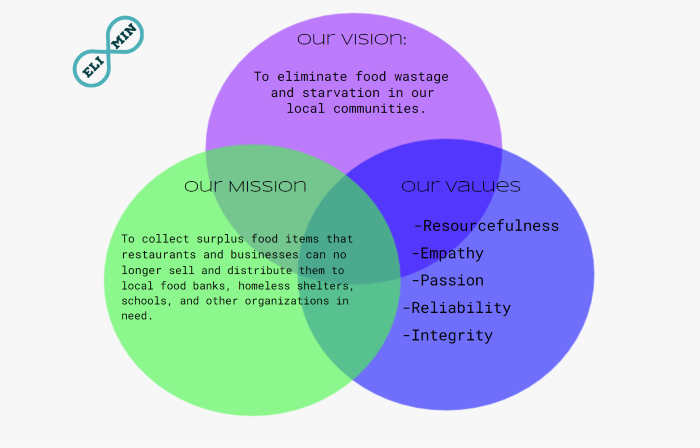 ELI MIN
Our Vision:
To eliminate food wastage
and starvation in our
local communities.
Our Mission
To collect surplus food items that
restaurants and businesses can no
longer sell and distribute them to
local food banks, homeless shelters,
schools, and other organizations in
need.
Our Values
-Resourcefulness
-Empathy
-Passion
-Reliability
-Integrity